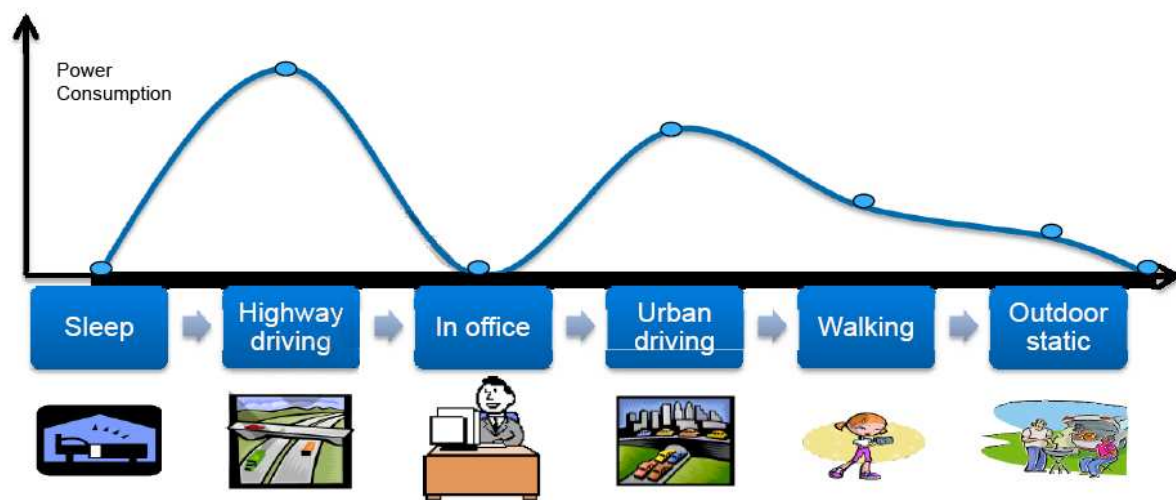 Power
Consumption
Sleep
Highway
driving
In office
Urban
driving
Walking
Outdoor
static